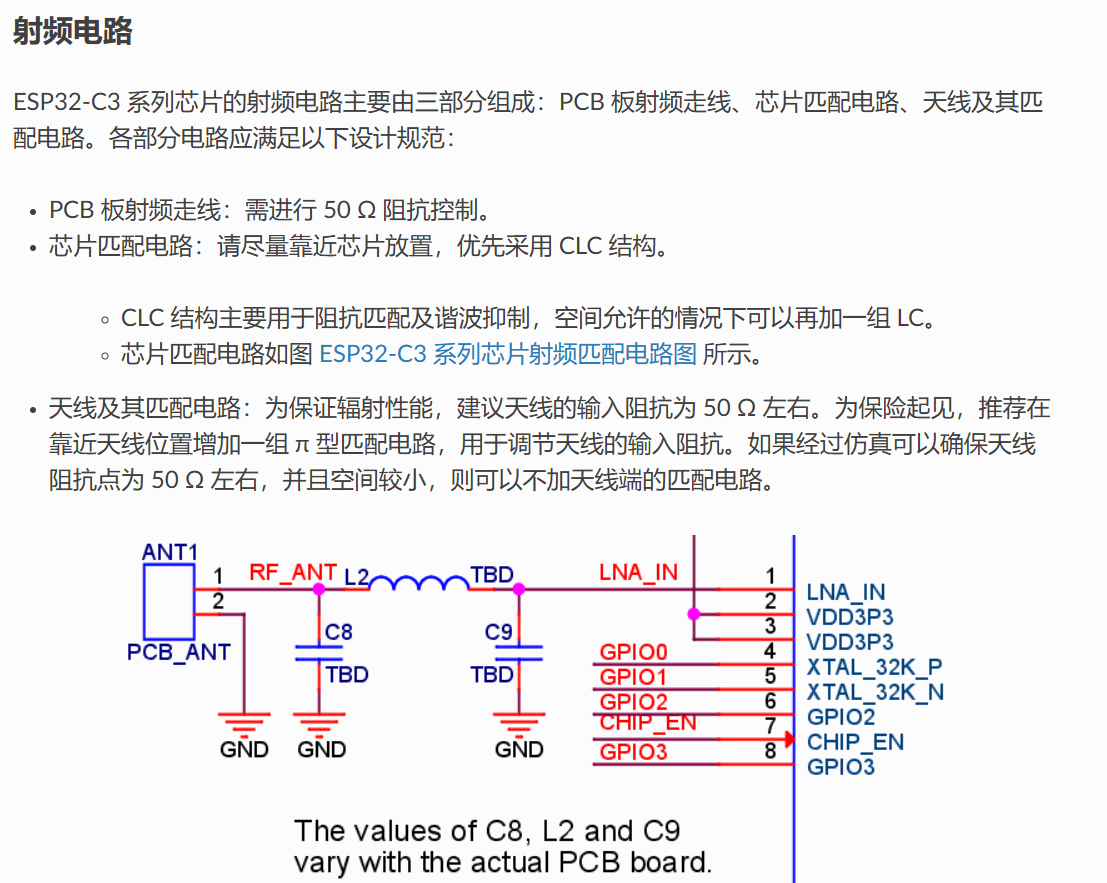 射频电路
ESP32-C3 系列芯片的射频电路主要由三部分组成：PCB 板射频走线、芯片匹配电路、天线及其匹
配电路。各部分电路应满足以下设计规范：
• PCB 板射频走线：需进行 50 Ω 阻抗控制。
• 芯片匹配电路：请尽量靠近芯片放置，优先采用 CLC 结构。
◦ CLC 结构主要用于阻抗匹配及谐波抑制，空间允许的情况下可以再加一组 LC。
◦ 芯片匹配电路如图 ESP32-C3 系列芯片射频匹配电路图 所示。
• 天线及其匹配电路：为保证辐射性能，建议天线的输入阻抗为 50 Ω 左右。为保险起见，推荐在
靠近天线位置增加一组 π 型匹配电路，用于调节天线的输入阻抗。如果经过仿真可以确保天线
阻抗点为 50 Ω 左右，并且空间较小，则可以不加天线端的匹配电路。
ANT1
1
2
PCB_ANT
RF_ANT
L2
TBD
LNA_IN
C8
TBD
C9
TBD
GND
GND
GND
1
LNA_IN
2
VDD3P3
3
VDD3P3
GPIO0
4
XTAL_32K_P
GPIO1
5
XTAL_32K_N
GPIO2
6
GPIO2
CHIP_EN
7
CHIP_EN
GPIO3
8
GPIO3
The values of C8, L2 and C9
vary with the actual PCB board.